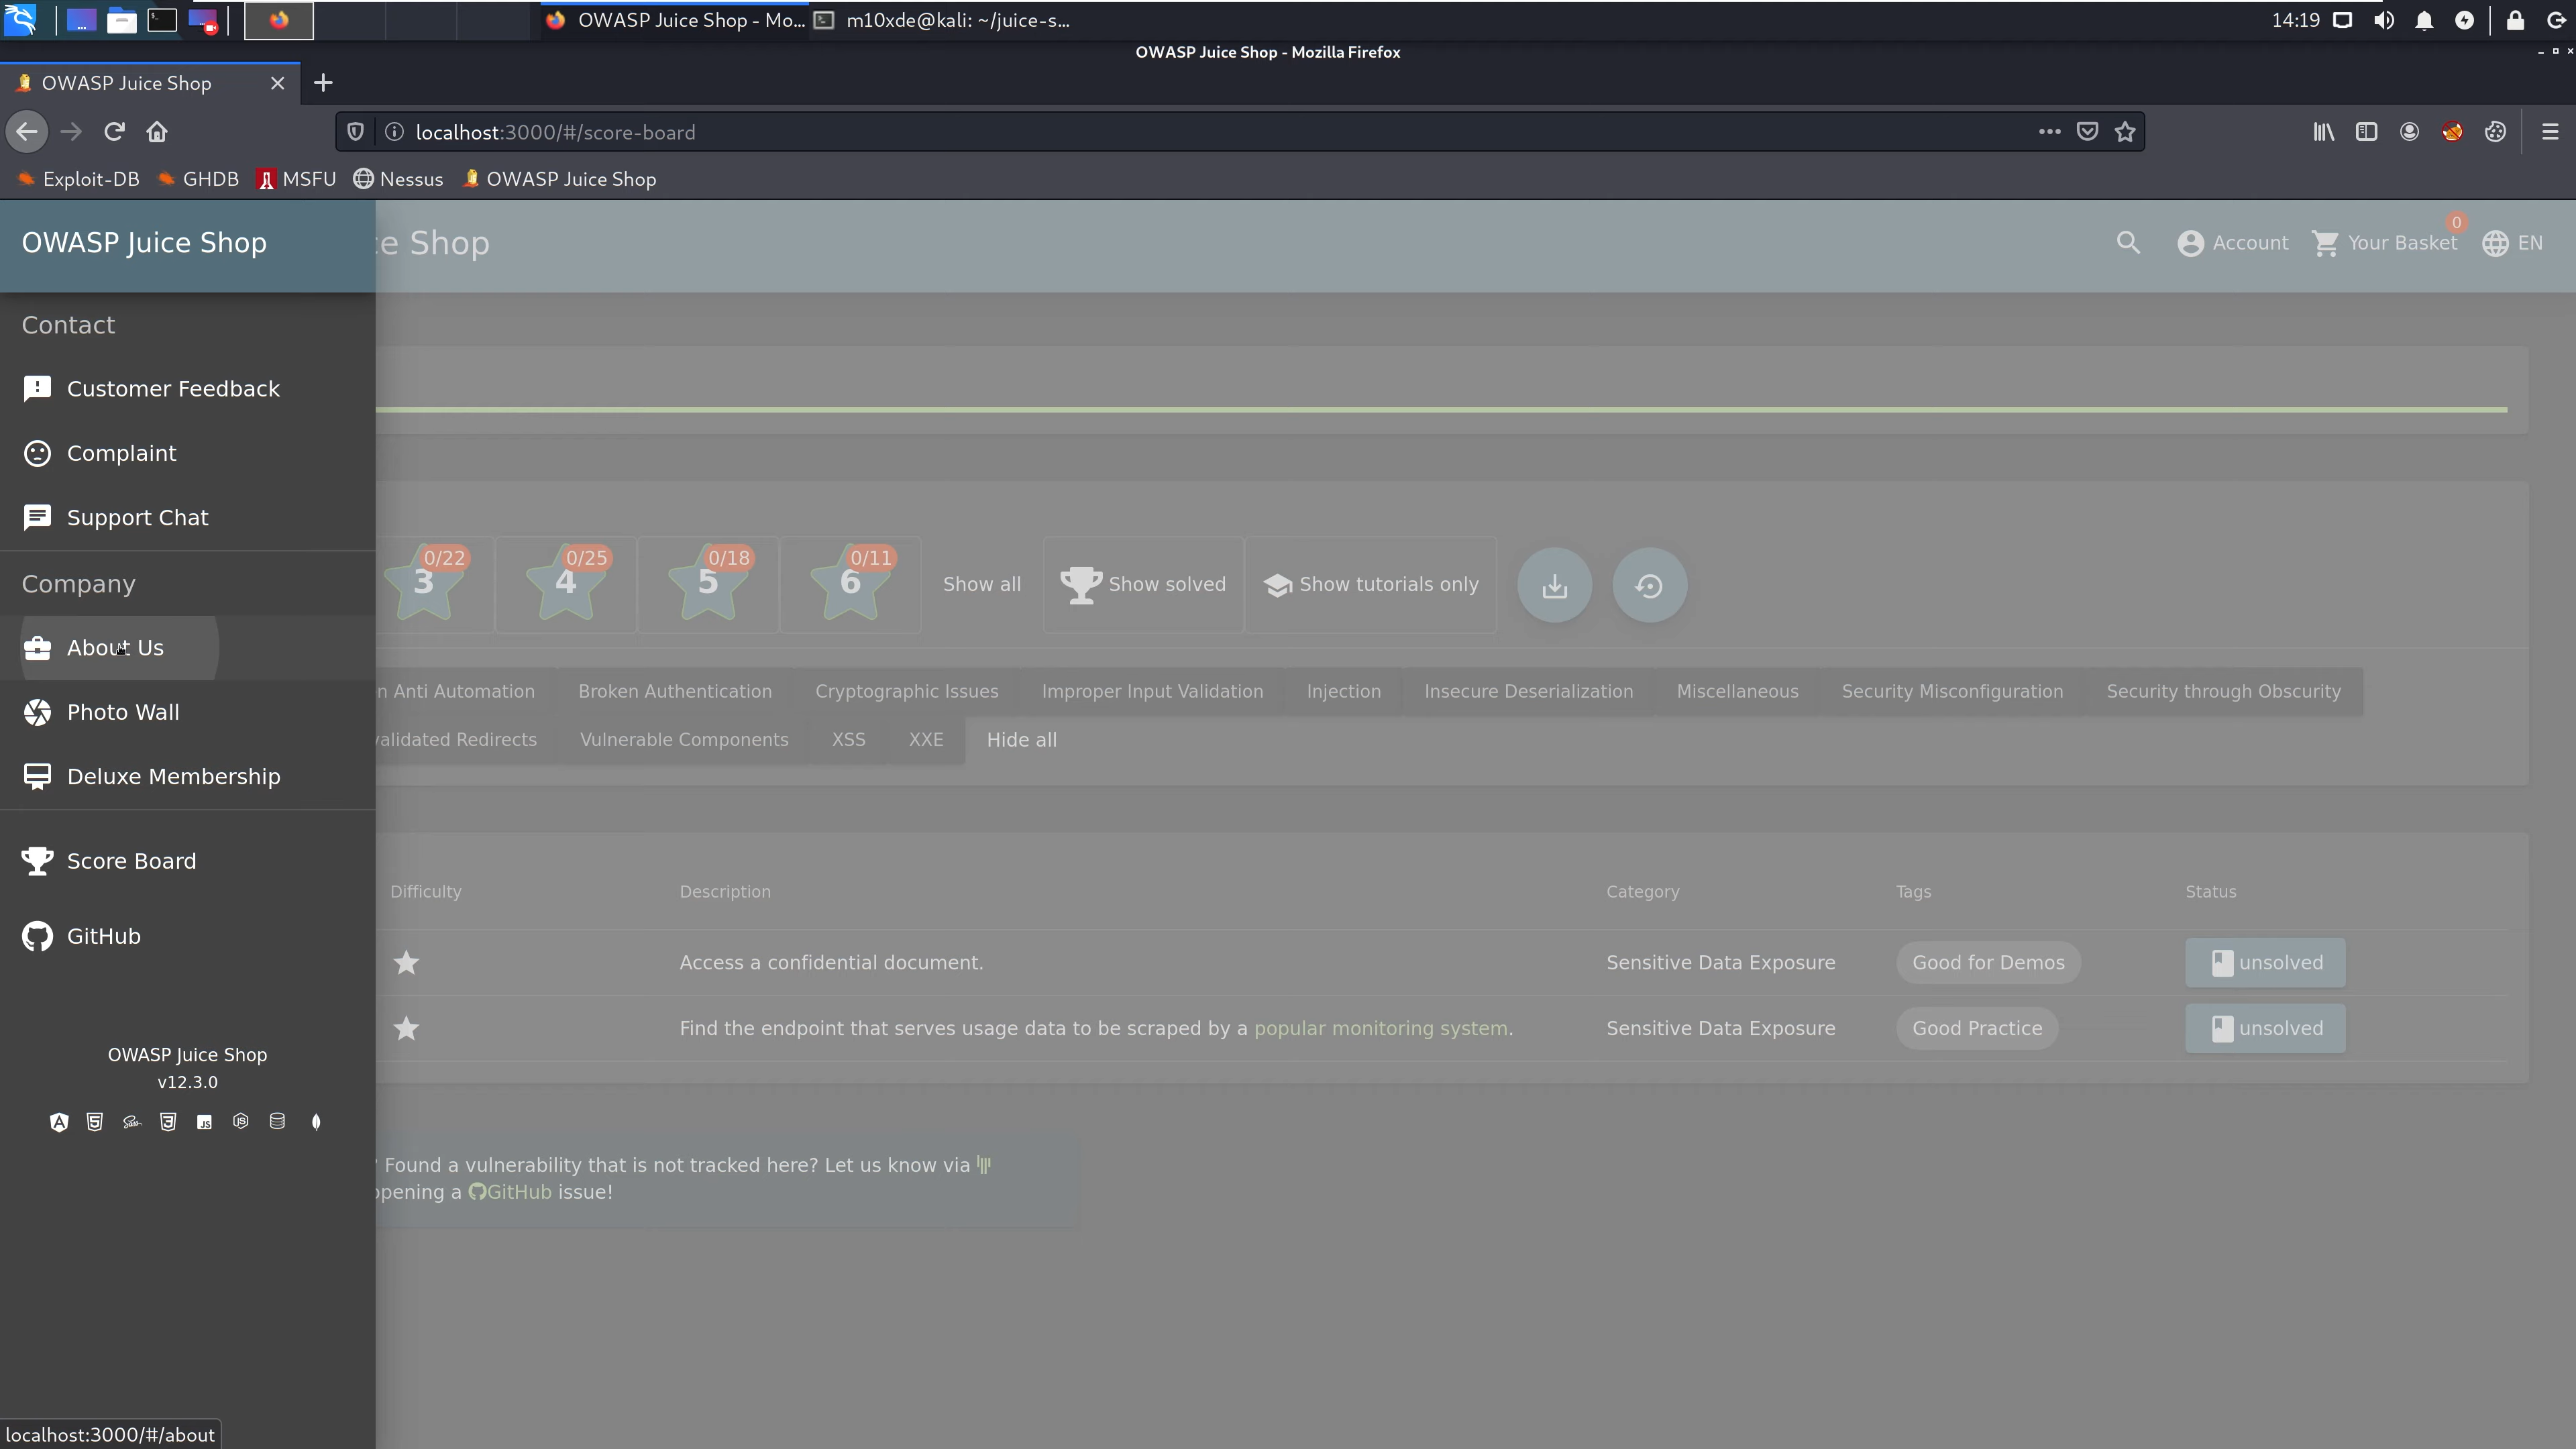 OWASP Juice Shop - Mo... m10xde@kali: ~/juice-s... 14:19
OWASP Juice Shop - Mozilla Firefox
OWASP Juice Shop
localhost:3000/#/score-board
Exploit-DB GHDB MSFU Nessus OWASP Juice Shop
OWASP Juice Shop
ce Shop
Account
Your Basket
0
EN
Contact
Customer Feedback
Complaint
Support Chat
Company
About Us
Photo Wall
Deluxe Membership
Score Board
GitHub
OWASP Juice Shop
v12.3.0
3 0/22 4 0/25 5 0/18 6 0/11 Show all Show solved Show tutorials only
n Anti Automation Broken Authentication Cryptographic Issues Improper Input Validation Injection Insecure Deserialization Miscellaneous Security Misconfiguration Security through Obscurity
validated Redirects Vulnerable Components XSS XXE Hide all
Difficulty Description Category Tags Status
Access a confidential document. Sensitive Data Exposure Good for Demos unsolved
Find the endpoint that serves usage data to be scraped by a popular monitoring system. Sensitive Data Exposure Good Practice unsolved
? Found a vulnerability that is not tracked here? Let us know via
opening a GitHub issue!
localhost:3000/#/about